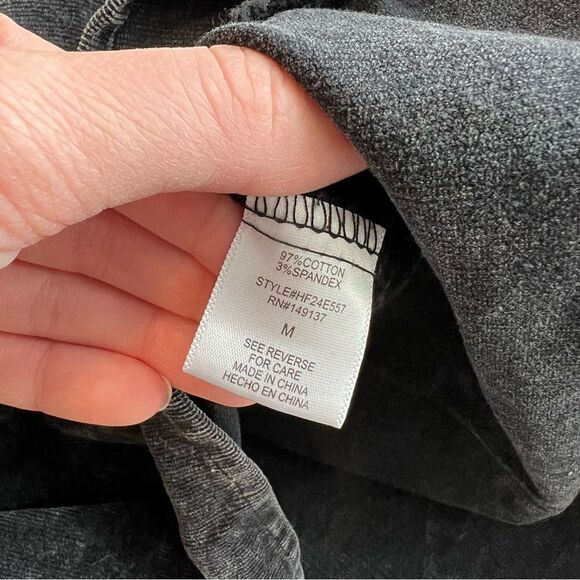 97%COTTON
3%SPANDEX
STYLE#HF24E557
RN#149137
M
SEE REVERSE
FOR CARE
MADE IN CHINA
HECHO EN CHINA